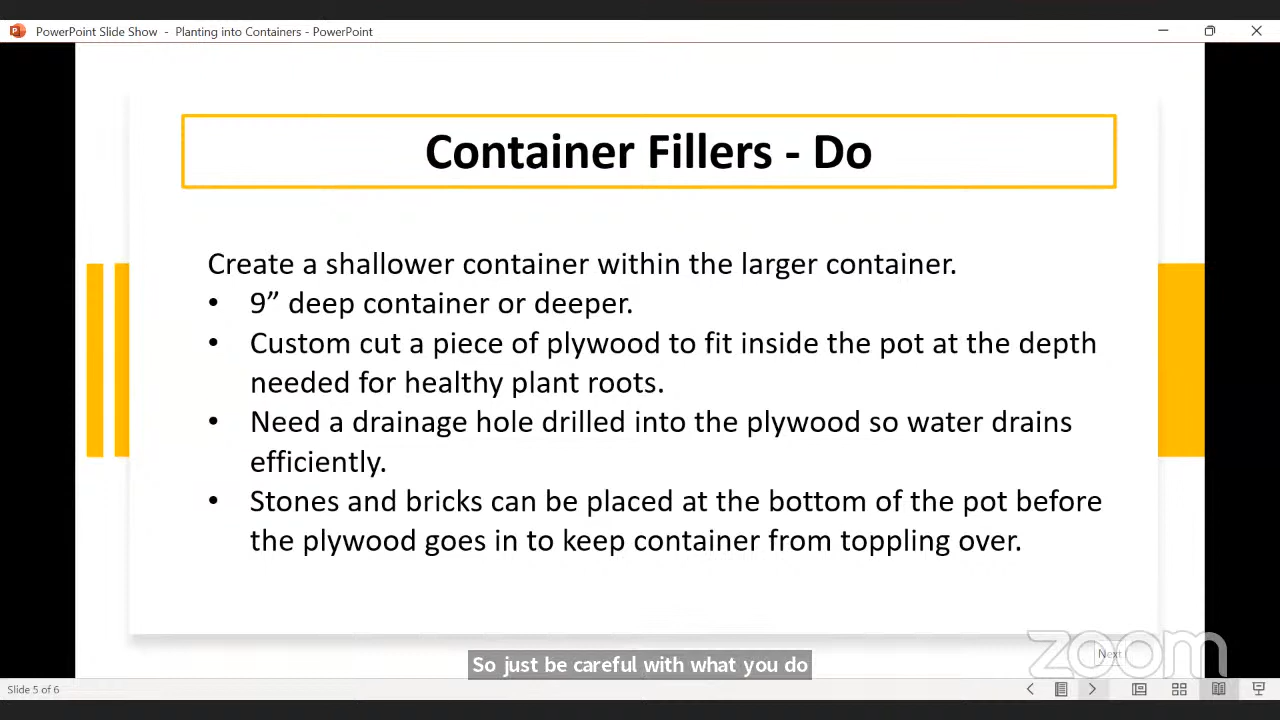 PowerPoint Slide Show - Planting into Containers - PowerPoint
Container Fillers - Do
Create a shallower container within the larger container.
• 9” deep container or deeper.
• Custom cut a piece of plywood to fit inside the pot at the depth
needed for healthy plant roots.
• Need a drainage hole drilled into the plywood so water drains
efficiently.
• Stones and bricks can be placed at the bottom of the pot before
the plywood goes in to keep container from toppling over.
So just be careful with what you do
zoom
Next
Slide 5 of 6